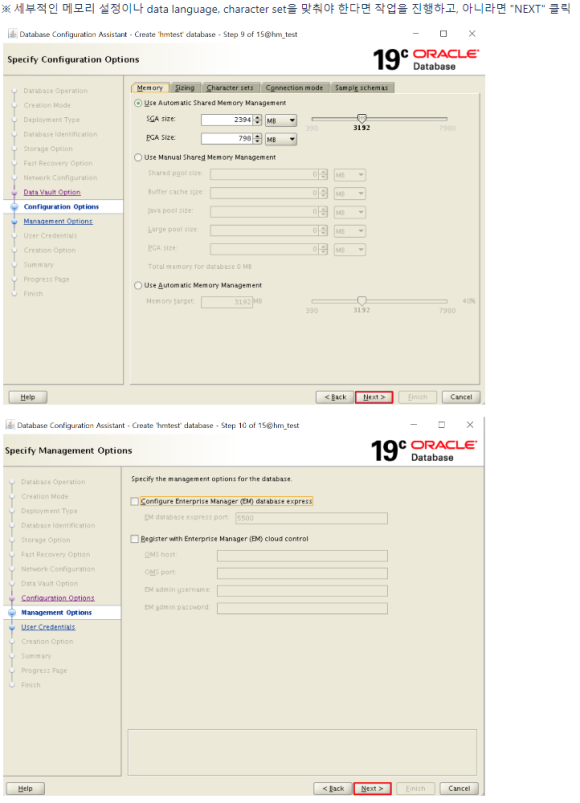 ※ 세부적인 메모리 설정이나 data language, character set을 맞춰야 한다면 작업을 진행하고, 아니라면 "NEXT" 클릭
Database Configuration Assistant - Create 'hmtest' database - Step 9 of 15@hm_test
Specify Configuration Options
19c ORACLE
Database
Database Operation
Creation Mode
Deployment Type
Database Identification
Storage Option
Fast Recovery Option
Network Configuration
Data Vault Option
Configuration Options
Management Options
User Credentials
Creation Option
Summary
Progress Page
Finish
Memory Sizing Character sets Connection mode Sample schemas
Use Automatic Shared Memory Management
SGA size: 2394 MB
PGA Size: 798 MB
390 3192 7980
Use Manual Shared Memory Management
Shared pool size: 0 MB
Buffer cache size: 0 MB
Java pool size: 0 MB
Large pool size: 0 MB
PGA size: 0 MB
Total memory for database 0 MB
Use Automatic Memory Management
Memory target: 3192 MB 40%
390 3192 7980
Help < Back Next > Finish Cancel
Database Configuration Assistant - Create 'hmtest' database - Step 10 of 15@hm_test
Specify Management Options
19c ORACLE
Database
Database Operation
Creation Mode
Deployment Type
Database Identification
Storage Option
Fast Recovery Option
Network Configuration
Data Vault Option
Configuration Options
Management Options
User Credentials
Creation Option
Summary
Progress Page
Finish
Specify the management options for the database.
Configure Enterprise Manager (EM) database express
EM database express port: 5500
Register with Enterprise Manager (EM) cloud control
OMS host:
OMS port:
EM admin username:
EM admin password:
Help < Back Next > Finish Cancel